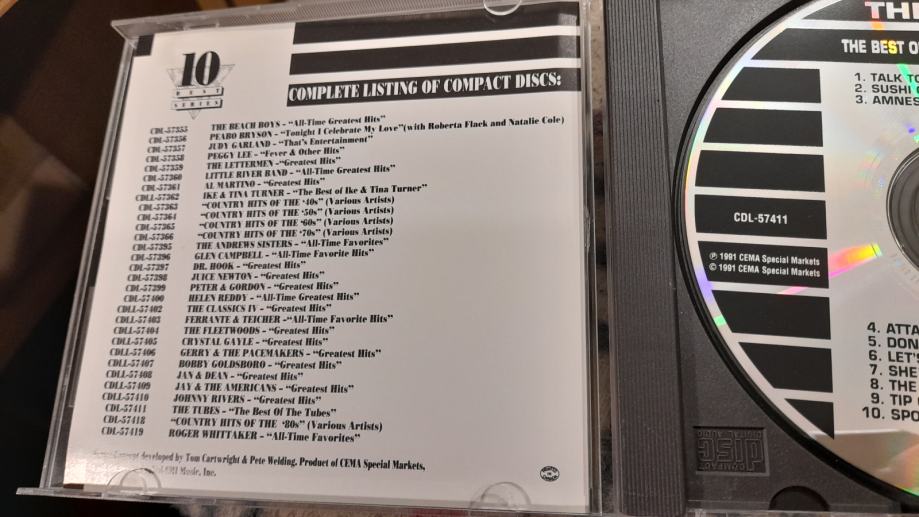 10
BEST
SERIES
COMPLETE LISTING OF COMPACT DISCS:
CDL-57355 THE BEACH BOYS - "All-Time Greatest Hits"
CDL-57356 PEABO BRYSON - "Tonight I Celebrate My Love" (with Roberta Flack and Natalie Cole)
CDL-57357 JUDY GARLAND - "That's Entertainment"
CDL-57358 PEGGY LEE - "Fever & Other Hits"
CDL-57359 THE LETTERMEN -"Greatest Hits"
CDL-57360 LITTLE RIVER BAND - "All-Time Greatest Hits"
CDL-57361 AL MARTINO - "Greatest Hits"
CDLL-57362 IKE & TINA TURNER - "The Best of Ike & Tina Turner"
CDL-57363 "COUNTRY HITS OF THE '40s" (Various Artists)
CDL-57364 "COUNTRY HITS OF THE '50s" (Various Artists)
CDL-57365 "COUNTRY HITS OF THE '60s" (Various Artists)
CDL-57366 "COUNTRY HITS OF THE '70s" (Various Artists)
CDL-57395 THE ANDREWS SISTERS - "All-Time Favorites"
CDL-57396 GLEN CAMPBELL - "All-Time Favorite Hits"
CDL-57397 DR. HOOK - "Greatest Hits"
CDL-57398 JUICE NEWTON - "Greatest Hits"
CDL-57399 PETER & GORDON - "Greatest Hits"
CDL-57400 HELEN REDDY - "All-Time Greatest Hits"
CDLL-57402 THE CLASSICS IV - "Greatest Hits"
CDLL-57403 FERRANTE & TEICHER -"All-Time Favorite Hits"
CDLL-57404 THE FLEETWOODS - "Greatest Hits"
CDL-57405 CRYSTAL GAYLE - "Greatest Hits"
CDLL-57406 GERRY & THE PACEMAKERS - "Greatest Hits"
CDLL-57407 BOBBY GOLDSBORO - "Greatest Hits"
CDLL-57408 JAN & DEAN - "Greatest Hits"
CDLL-57409 JAY & THE AMERICANS - "Greatest Hits"
CDLL-57410 JOHNNY RIVERS - "Greatest Hits"
CDL-57411 THE TUBES - "The Best Of The Tubes"
CDL-57418 "COUNTRY HITS OF THE '80s" (Various Artists)
CDL-57419 ROGER WHITTAKER - "All-Time Favorites"
developed by Tom Cartwright & Pete Welding. Product of CEMA Special Markets,
Music, Inc.
THE BEST O
1. TALK TO
2. SUSHI
3. AMNES
CDL-57411
℗ 1991 CEMA Special Markets
© 1991 CEMA Special Markets
4. ATTA
5. DON
6. LET'S
7. SHE
8. THE
9. TIP
10. SPO
COMPACT
disc
DIGITAL AUDIO